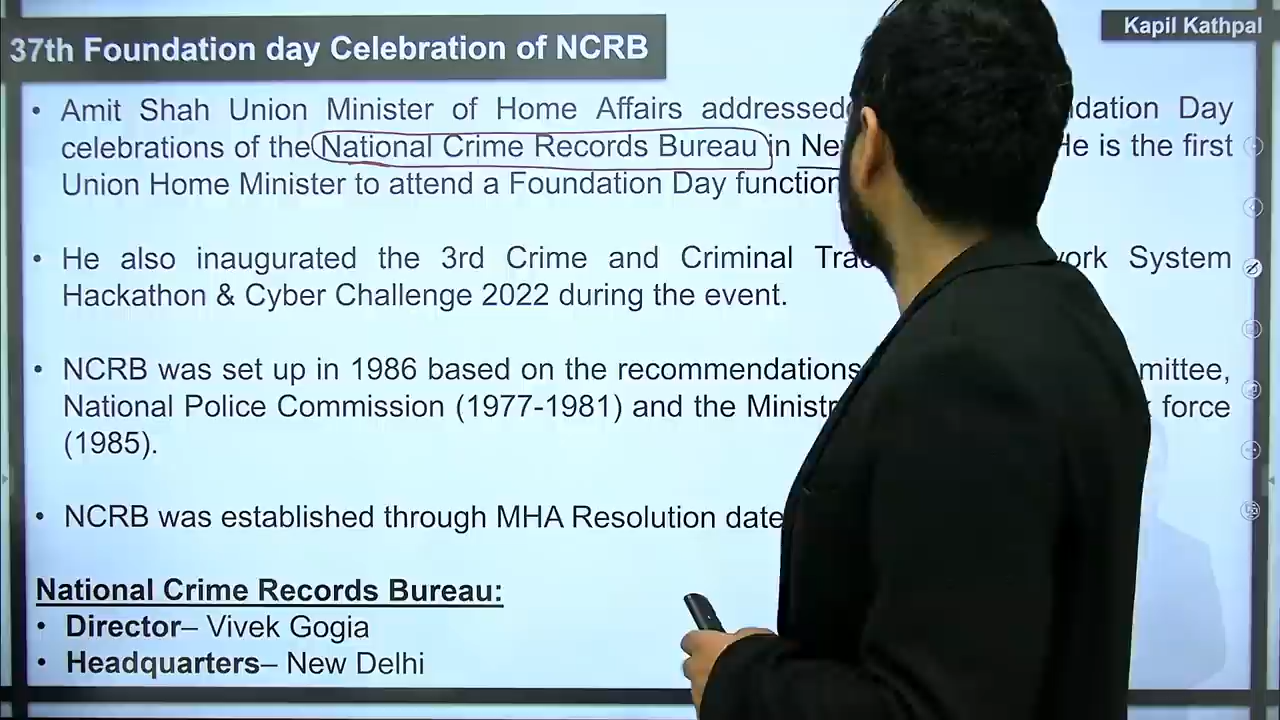 37th Foundation day Celebration of NCRB
Kapil Kathpal
• Amit Shah Union Minister of Home Affairs addressed Day
celebrations of the National Crime Records Bureau in He is the first
Union Home Minister to attend a Foundation Day function
• He also inaugurated the 3rd Crime and Criminal System
Hackathon & Cyber Challenge 2022 during the event.
• NCRB was set up in 1986 based on the recommendations
National Police Commission (1977-1981) and the force
(1985).
• NCRB was established through MHA Resolution
National Crime Records Bureau:
• Director– Vivek Gogia
• Headquarters– New Delhi